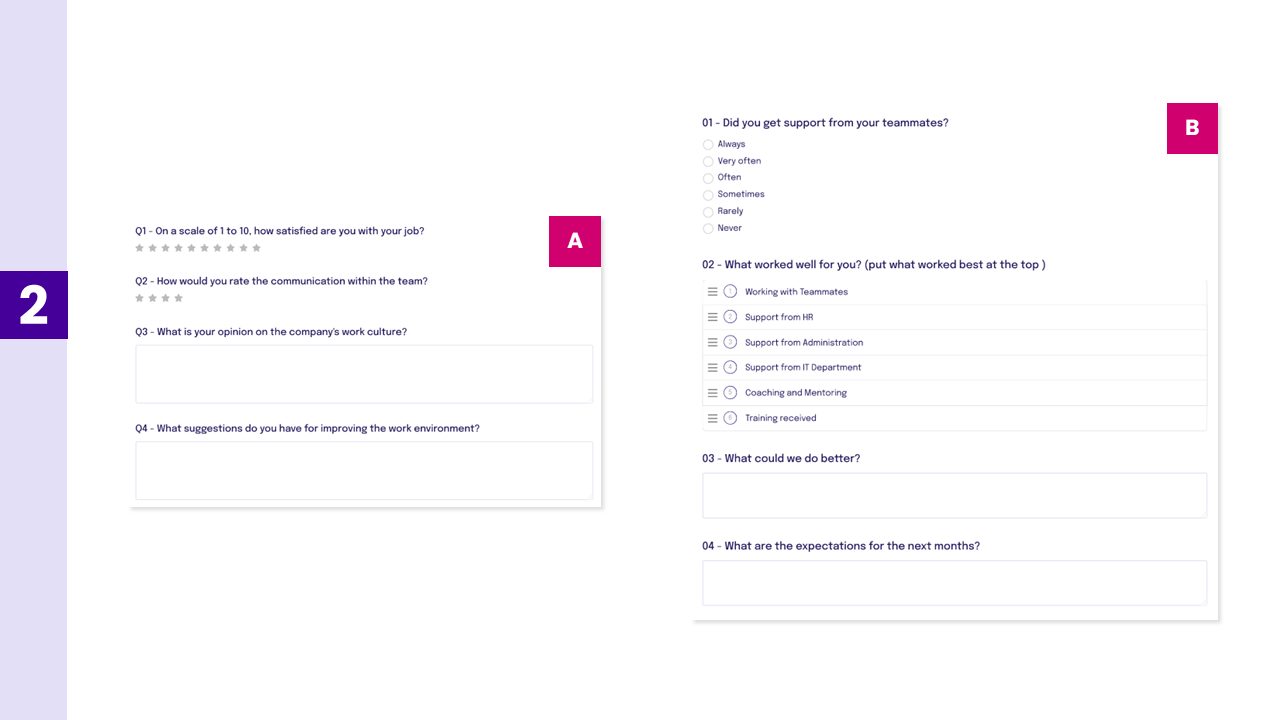 2
A
Q1 - On a scale of 1 to 10, how satisfied are you with your job?
Q2 - How would you rate the communication within the team?
Q3 - What is your opinion on the company's work culture?
Q4 - What suggestions do you have for improving the work environment?
B
01 - Did you get support from your teammates?
Always
Very often
Often
Sometimes
Rarely
Never
02 - What worked well for you? (put what worked best at the top )
1 Working with Teammates
2 Support from HR
3 Support from Administration
4 Support from IT Department
5 Coaching and Mentoring
6 Training received
03 - What could we do better?
04 - What are the expectations for the next months?